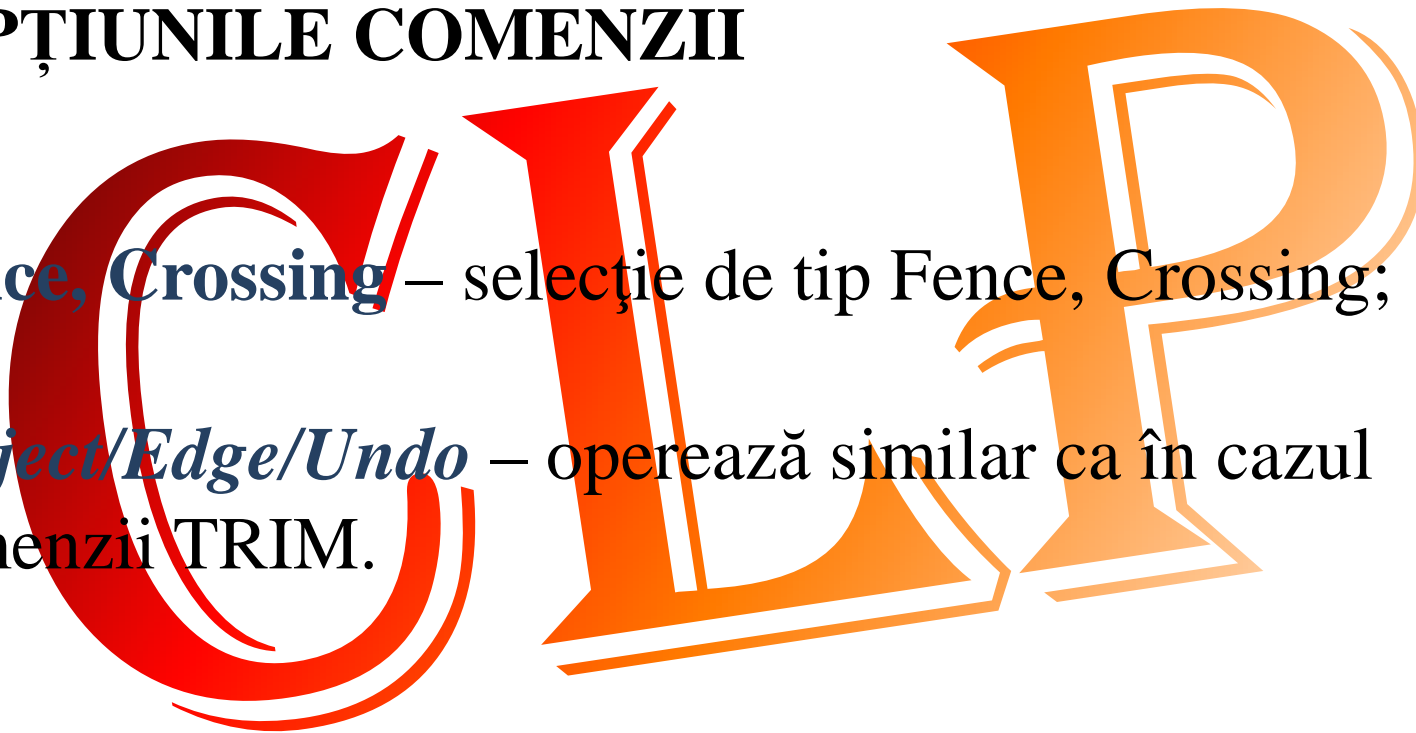 PȚIUNILE COMENZII
ce, Crossing – selecţie de tip Fence, Crossing;
ject/Edge/Undo – operează similar ca în cazul
menzii TRIM.
CLP